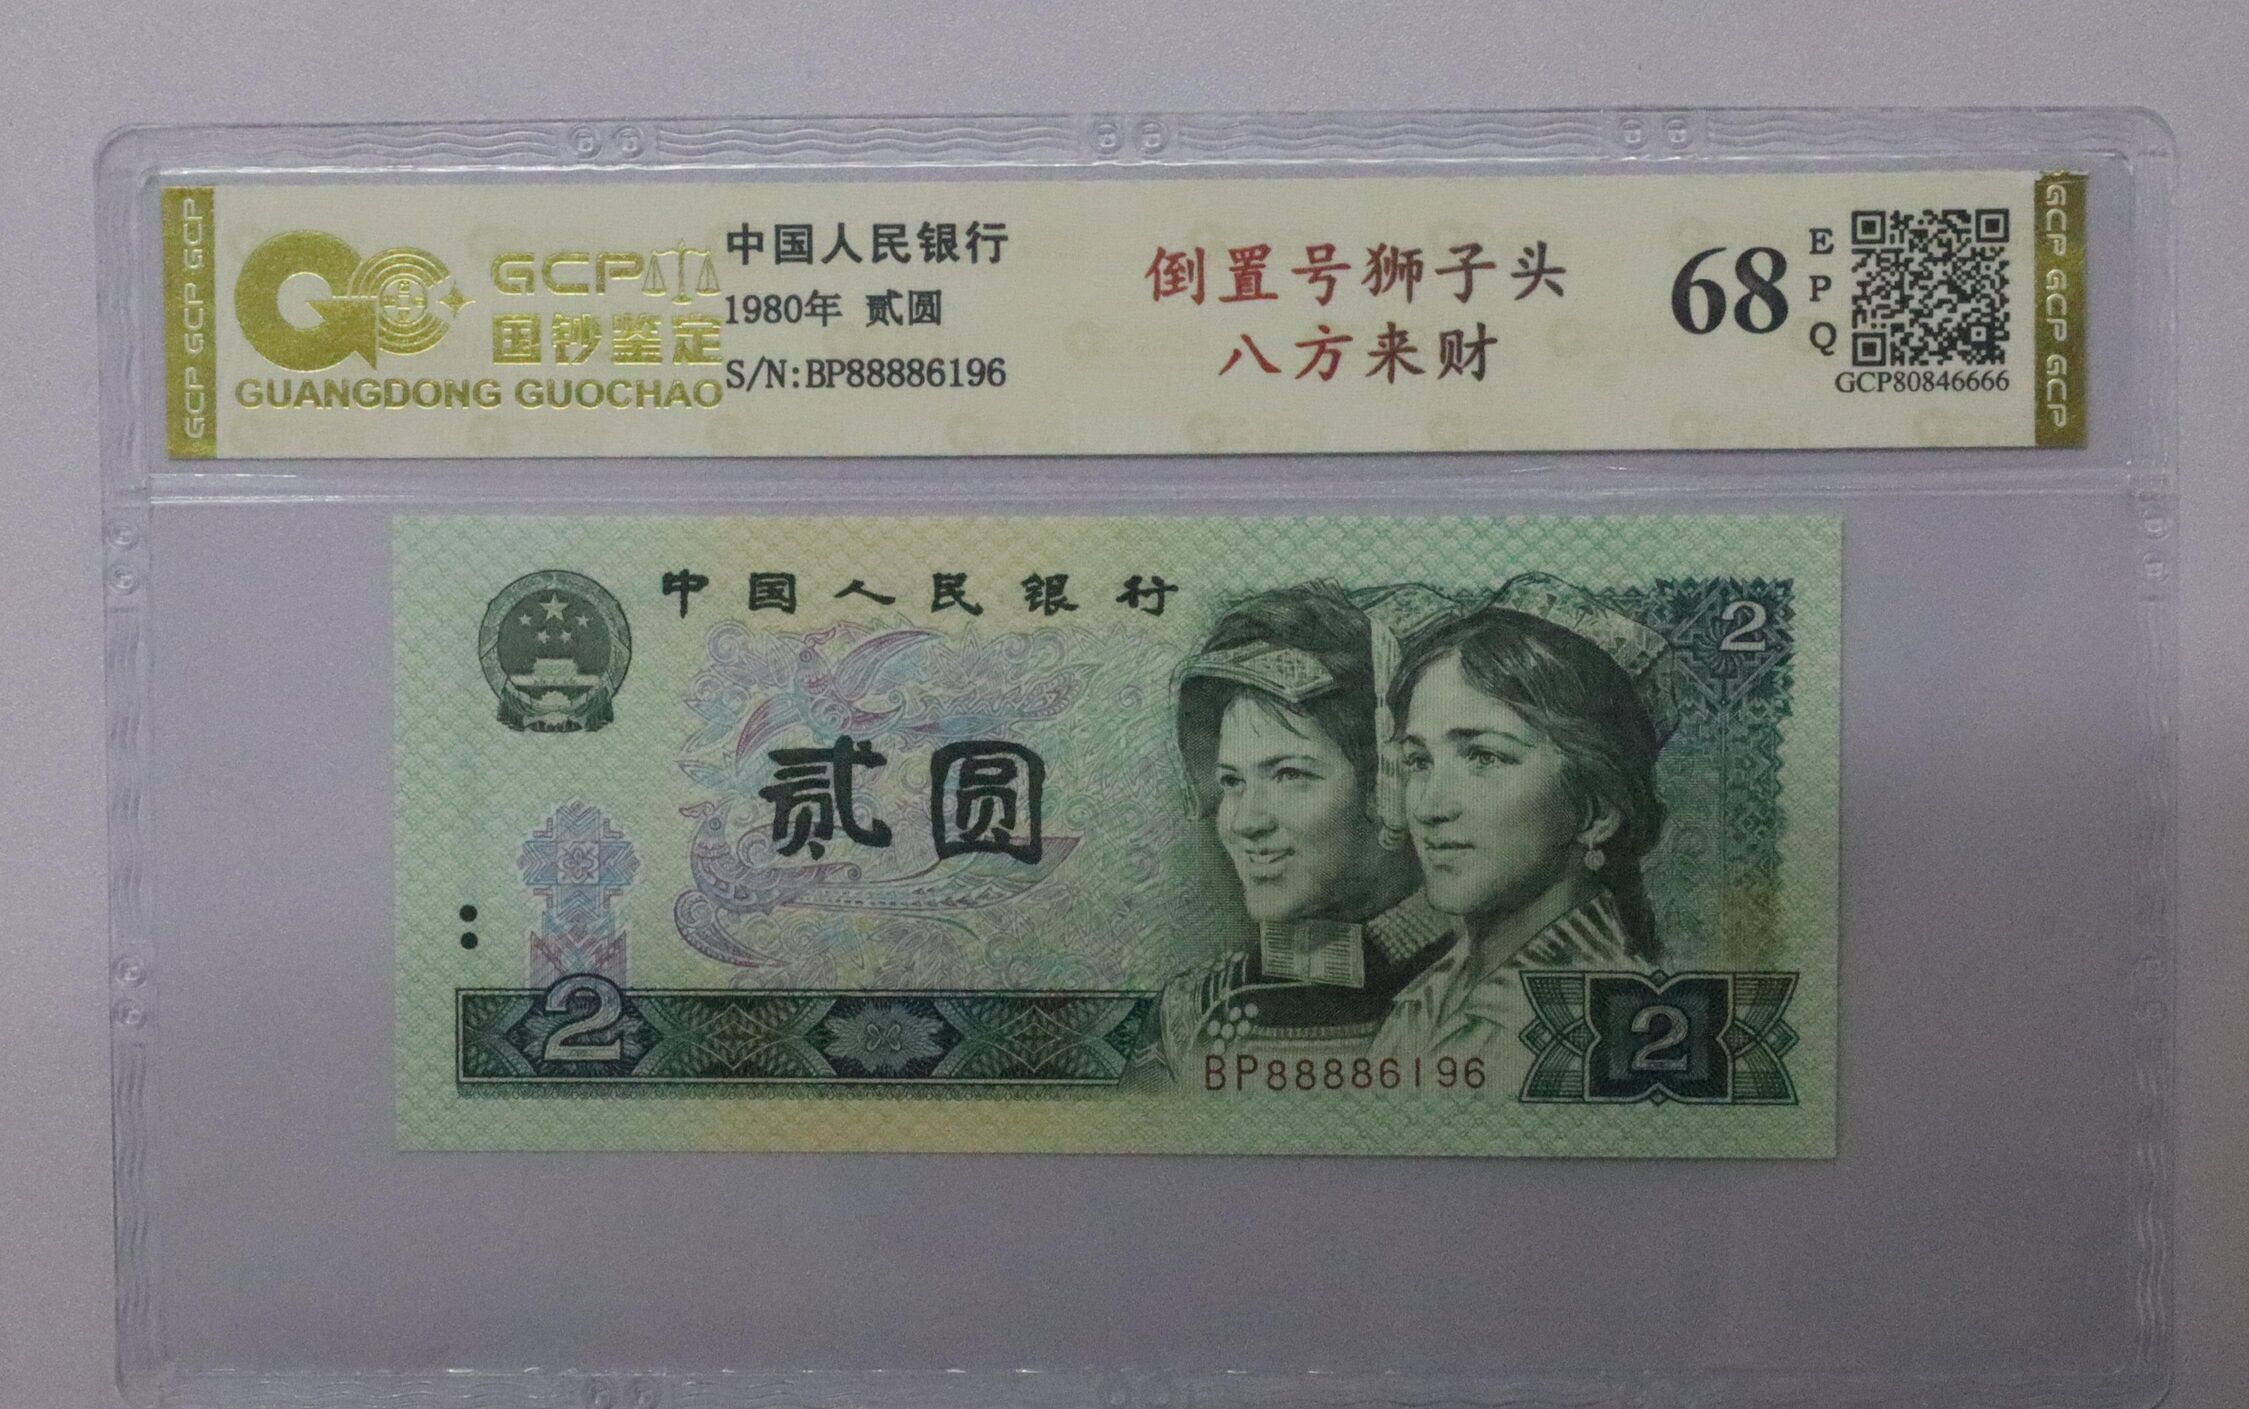 GCP GCP GCP
GCP
国钞鉴定
GUANGDONG GUOCHAO
中国人民银行
1980年 贰圆
S/N:BP88886196
倒置号狮子头
八方来财
68
EPQ
GCP80846666
GCP GCP GCP
中国人民银行
2
贰圆
2
BP88886196
2